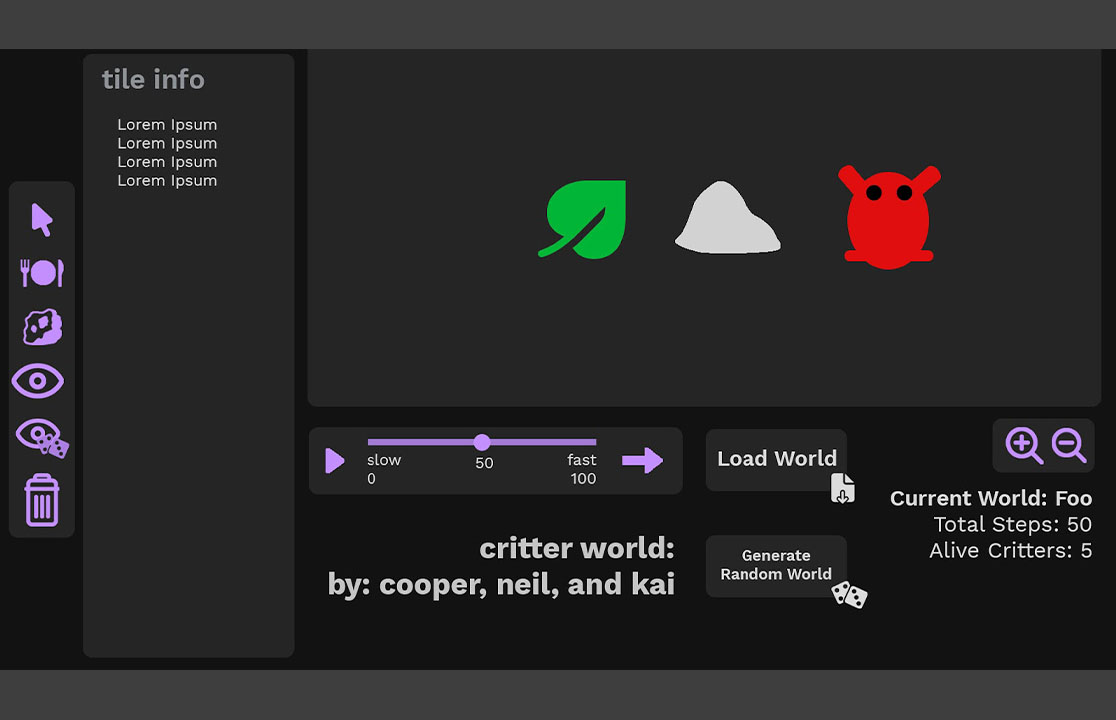 tile info
Lorem Ipsum
Lorem Ipsum
Lorem Ipsum
Lorem Ipsum
slow
50
fast
0
100
Load World
Current World: Foo
Total Steps: 50
Alive Critters: 5
critter world:
by: cooper, neil, and kai
Generate
Random World